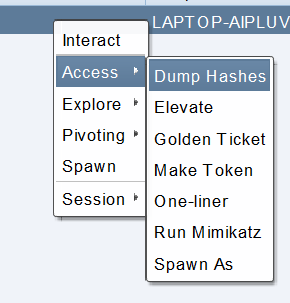 LAPTOP-AIPLUV
Interact
Access
Explore
Pivoting
Spawn
Session
Dump Hashes
Elevate
Golden Ticket
Make Token
One-liner
Run Mimikatz
Spawn As